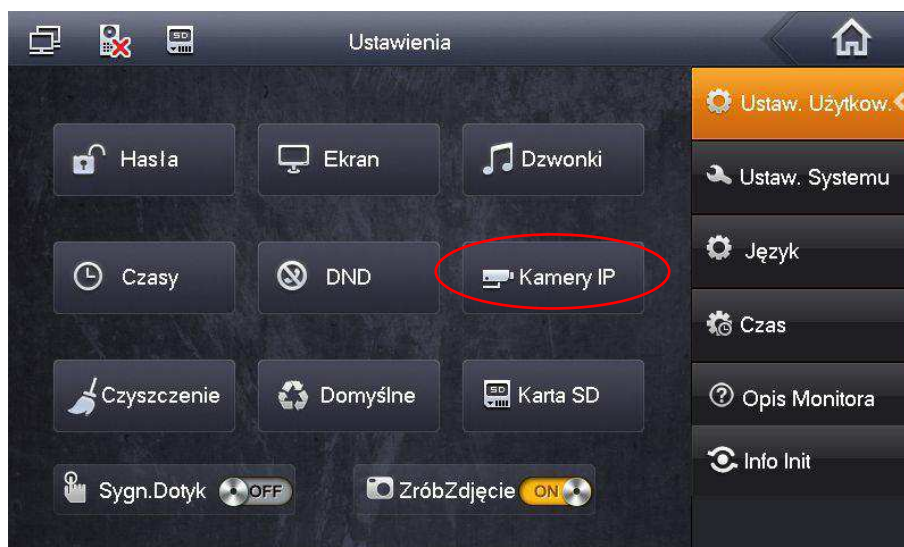 SD
Ustawienia
Ustaw. Użytkow.
Hasła
Ekran
Dzwonki
Ustaw. Systemu
Język
Czasy
DND
Kamery IP
Czas
Czyszczenie
Domyślne
SD
Karta SD
Opis Monitora
Info Init
Sygn.Dotyk
OFF
ZróbZdjęcie
ON